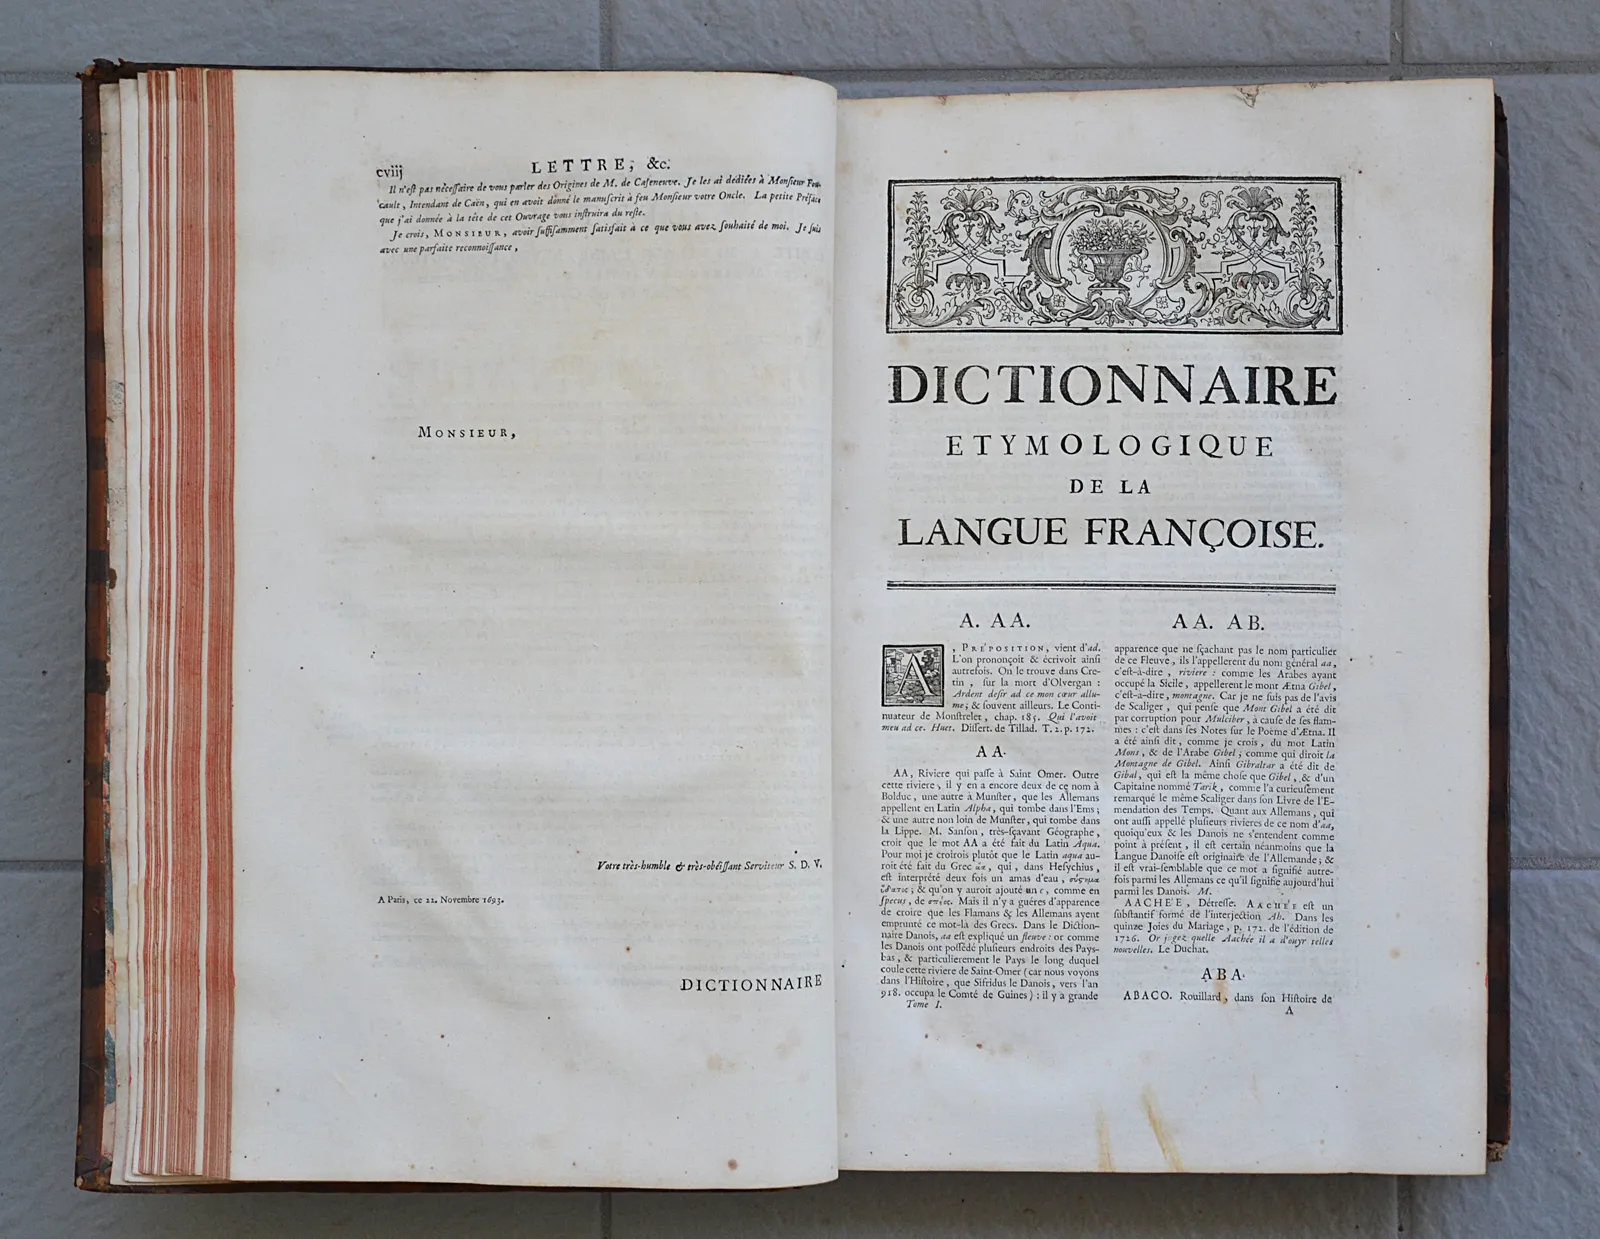 cviij
LETTRE, &c.
Il n'eſt pas néceſſaire de vous parler des Origines de M. de Caſeneuve. Je les ai dédiées à Monſieur Fou-
cault, Intendant de Caën, qui en avoit donné le manuſcrit à feu Monſieur votre Oncle. La petite Préface
que j'ai donnée à la tête de cet Ouvrage vous inſtruira du reſte.
Je crois, MONSIEUR, avoir ſuffiſamment ſatisfait à ce que vous avez ſouhaité de moi. Je ſuis
avec une parfaite reconnoiſſance,
MONSIEUR,
Votre très-humble & très-obéiſſant Serviteur S. D. V.
A Paris, ce 22. Novembre 1693.
DICTIONNAIRE
DICTIONNAIRE
ETYMOLOGIQUE
DE LA
LANGUE FRANÇOISE.
A. AA.
A, PRÉPOSITION, vient d'ad.
L'on prononçoit & écrivoit ainſi
autrefois. On le trouve dans Cre-
tin, ſur la mort d'Olvergan :
Ardent deſir ad ce mon cœur allu-
me; & ſouvent ailleurs. Le Conti-
nuateur de Monſtrelet, chap. 185. Qui l'avoit
meu ad ce. Huet. Diſſert. de Tillad. T. 2. p. 172.
AA.
AA, Riviere qui paſſe à Saint Omer. Outre
cette riviere, il y en a encore deux de ce nom à
Bolduc, une autre à Munſter, que les Allemans
appellent en Latin Alpha, qui tombe dans l'Ems ;
& une autre non loin de Munſter, qui tombe dans
la Lippe. M. Sanſon, très-ſçavant Géographe,
croit que le mot AA a été fait du Latin Aqua.
Pour moi je croirois plutôt que le Latin aqua au-
roit été fait du Grec qui, dans Heſychius,
eſt interprété deux fois un amas d'eau,
& qu'on y auroit ajouté un c, comme en
ſpecus, de σπέος. Mais il n'y a guéres d'apparence
de croire que les Flamans & les Allemans ayent
emprunté ce mot-là des Grecs. Dans le Diction-
naire Danois, aa eſt expliqué un fleuve : or comme
les Danois ont poſſédé pluſieurs endroits des Pays-
bas, & particulierement le Pays le long duquel
coule cette riviere de Saint-Omer (car nous voyons
dans l'Hiſtoire, que Sifridus le Danois, vers l'an
918. occupa le Comté de Guines) : il y a grande
Tome I.
AA. AB.
apparence que ne ſçachant pas le nom particulier
de ce Fleuve, ils l'appellerent du nom général aa,
c'eſt-à-dire, riviere : comme les Arabes ayant
occupé la Sicile, appellerent le mont Ætna Gibel,
c'eſt-à-dire, montagne. Car je ne ſuis pas de l'avis
de Scaliger, qui penſe que Mont Gibel a été dit
par corruption pour Mulciber, à cauſe de ſes flam-
mes : c'eſt dans ſes Notes ſur le Poëme d'Ætna. Il
a été ainſi dit, comme je crois, du mot Latin
Mons, & de l'Arabe Gibel ; comme qui diroit la
Montagne de Gibel. Ainſi Gibraltar a été dit de
Gibal, qui eſt la même choſe que Gibel, & d'un
Capitaine nommé Tarik, comme l'a curieuſement
remarqué le même Scaliger dans ſon Livre de l'E-
mendation des Temps. Quant aux Allemans, qui
ont auſſi appellé pluſieurs rivieres de ce nom d'aa,
quoiqu'eux & les Danois ne s'entendent comme
point à préſent, il eſt certain néanmoins que la
Langue Danoiſe eſt originaire de l'Allemande ; &
il eſt vrai-ſemblable que ce mot a ſignifié autre-
fois parmi les Allemans ce qu'il ſignifie aujourd'hui
parmi les Danois. M.
AACHÉE, Détreſſe. AACHÉE eſt un
ſubſtantif formé de l'interjection Ah. Dans les
quinze Joies du Mariage, p. 172. de l'édition de
1726. Or jugez quelle Aachée il a d'ouyr telles
nouvelles. Le Duchat.
ABA.
ABACO. Rouillard, dans ſon Hiſtoire de
A